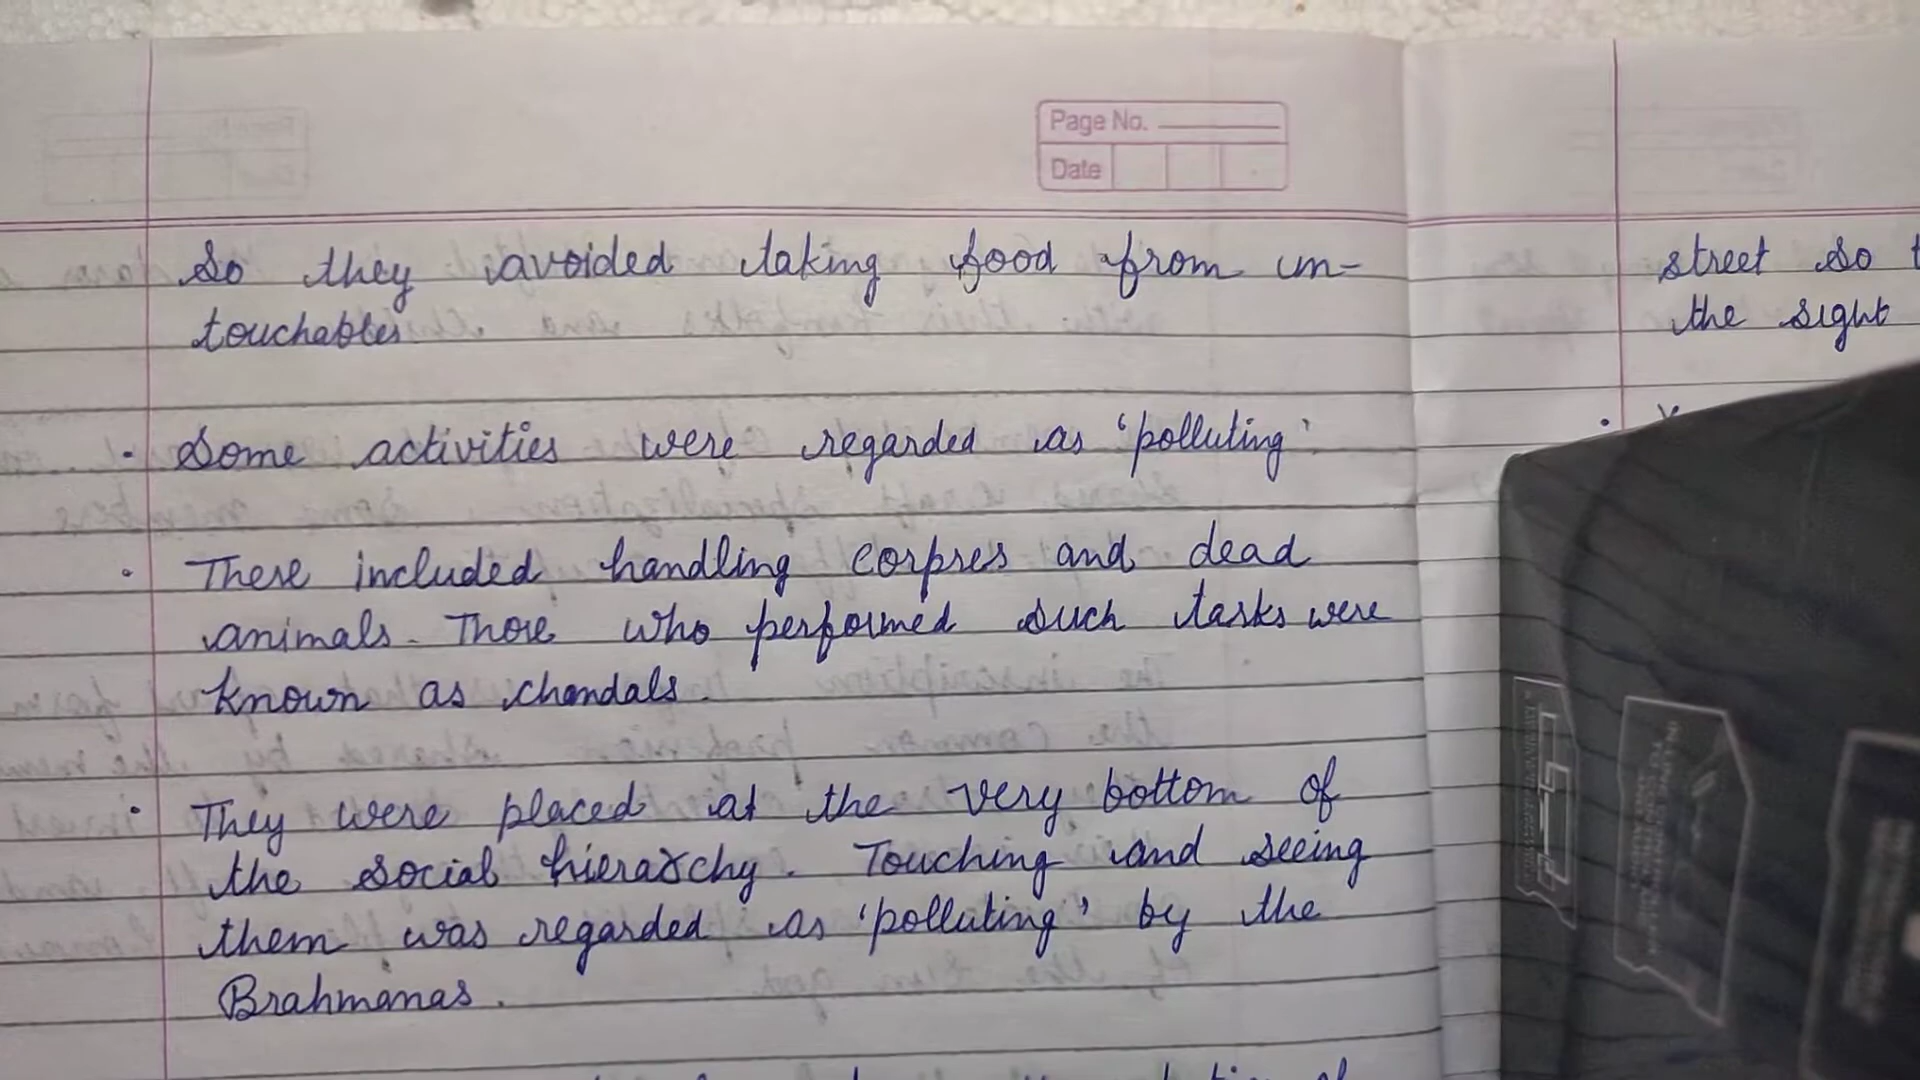 Page No.
Date
So they avoided taking food from un-
touchables
• Some activities were regarded as 'polluting'
• These included handling corpses and dead
animals. Those who performed such tasks were
known as chandals.
• They were placed at the very bottom of
the social hierarchy. Touching and seeing
them was regarded as 'polluting' by the
Brahmanas.
street so
the sight